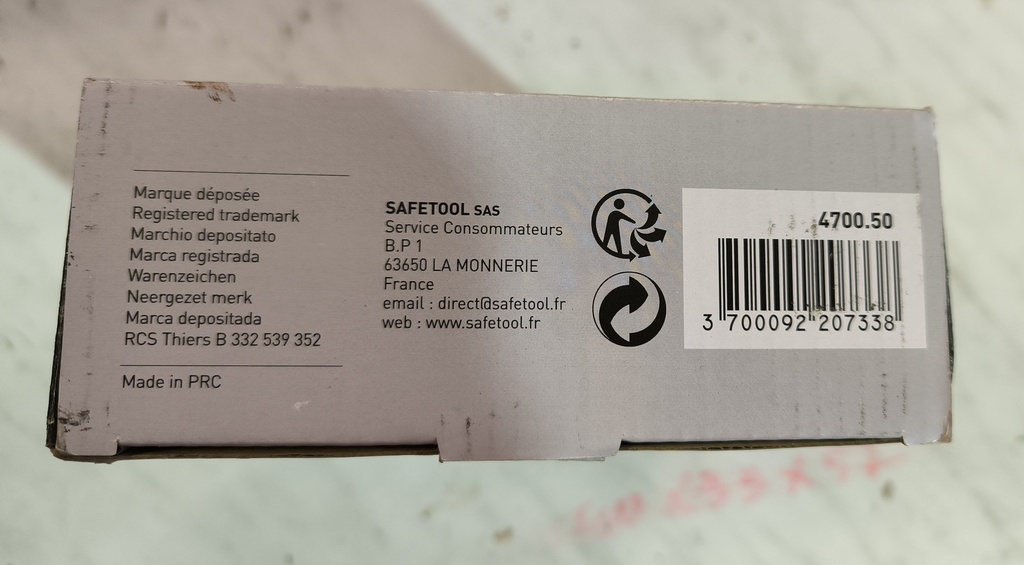 Marque déposée
Registered trademark
Marchio depositato
Marca registrada
Warenzeichen
Neergezet merk
Marca depositada
RCS Thiers B 332 539 352
Made in PRC
SAFETOOL SAS
Service Consommateurs
B.P 1
63650 LA MONNERIE
France
email : direct@safetool.fr
web : www.safetool.fr
4700.50
3 700092 207338